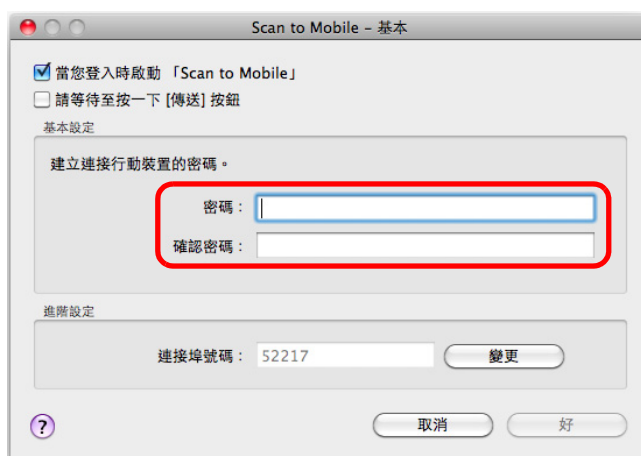 Scan to Mobile – 基本
當您登入時啟動 「Scan to Mobile」
請等待至按一下 [傳送] 按鈕
基本設定
建立連接行動裝置的密碼。
密碼：
確認密碼：
進階設定
連接埠號碼： 52217 變更
? 取消 好